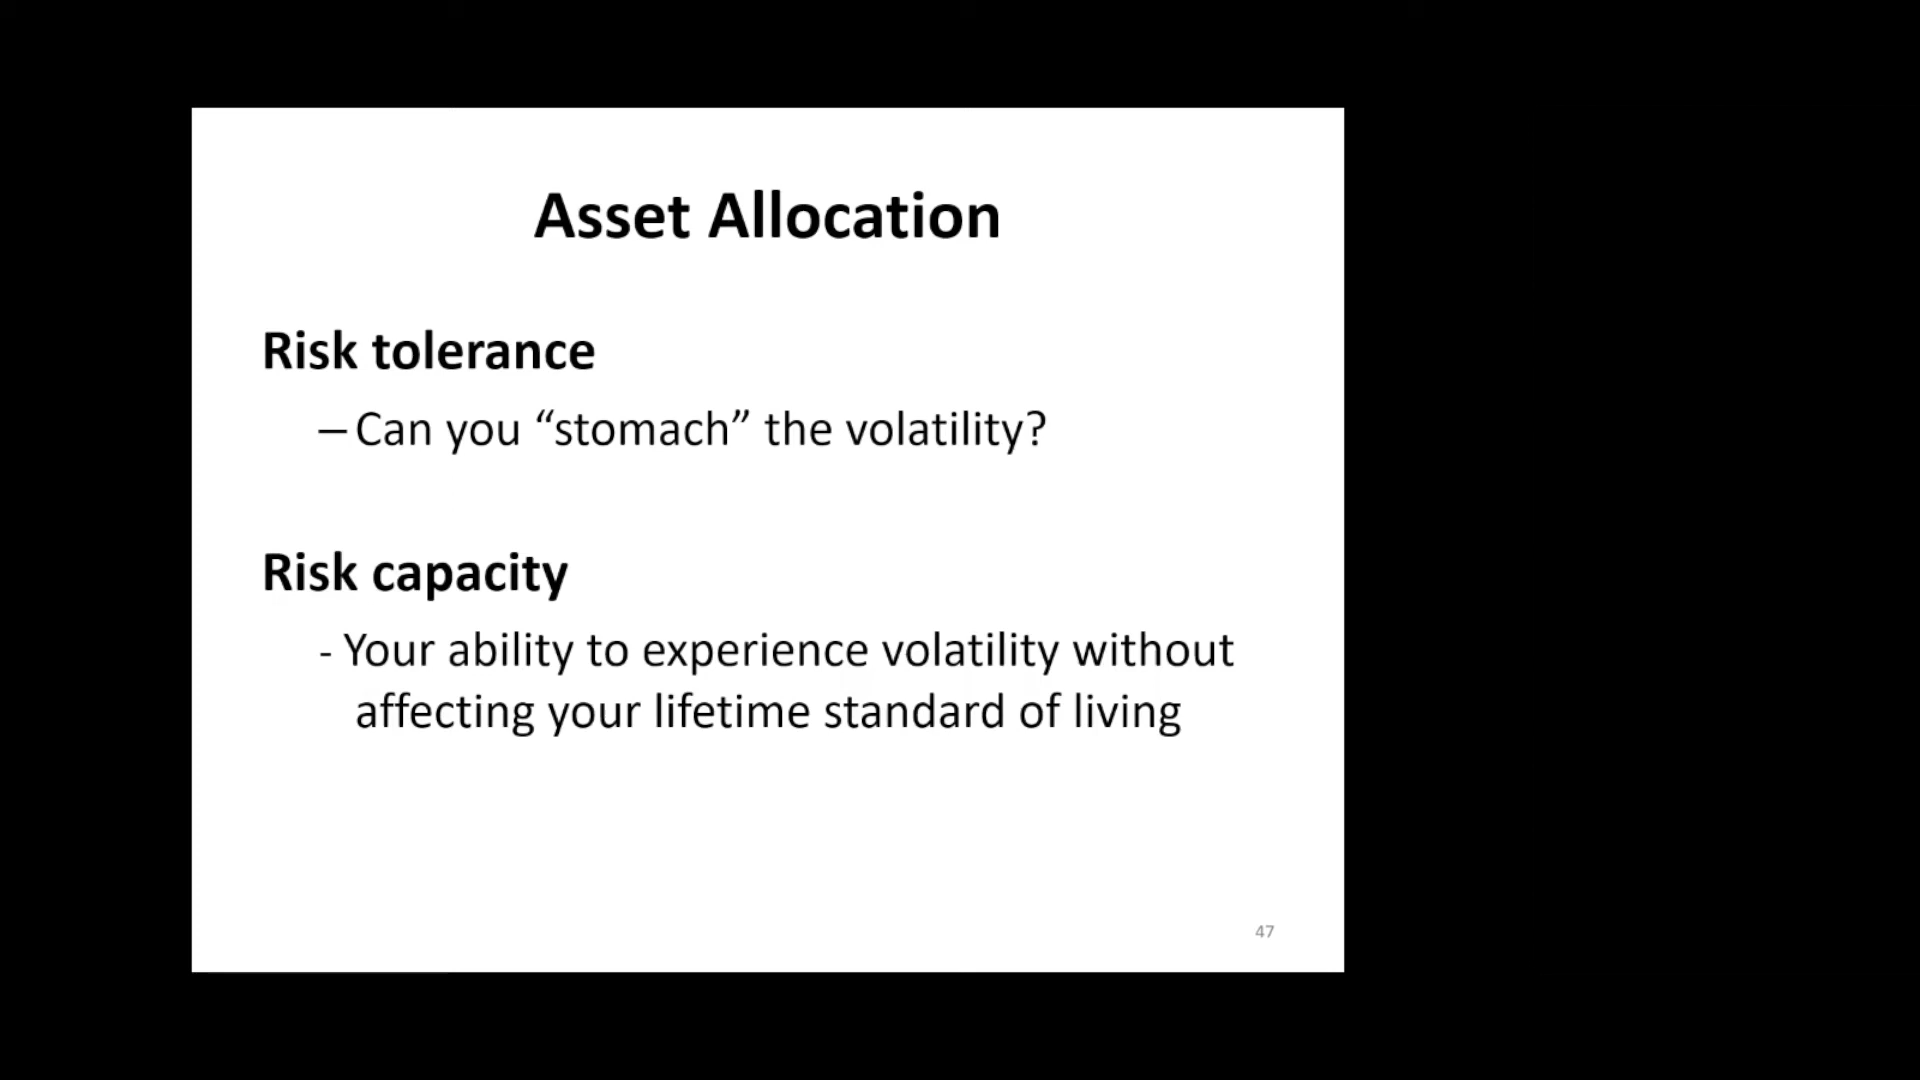 Asset Allocation
Risk tolerance
– Can you “stomach” the volatility?
Risk capacity
- Your ability to experience volatility without
affecting your lifetime standard of living
47